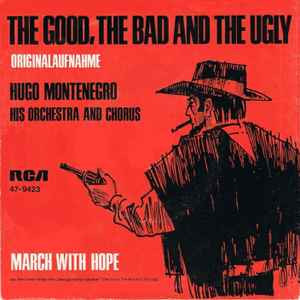 THE GOOD, THE BAD AND THE UGLY
ORIGINALAUFNAHME
HUGO MONTENEGRO
HIS ORCHESTRA AND CHORUS
RCA
47-9423
MARCH WITH HOPE